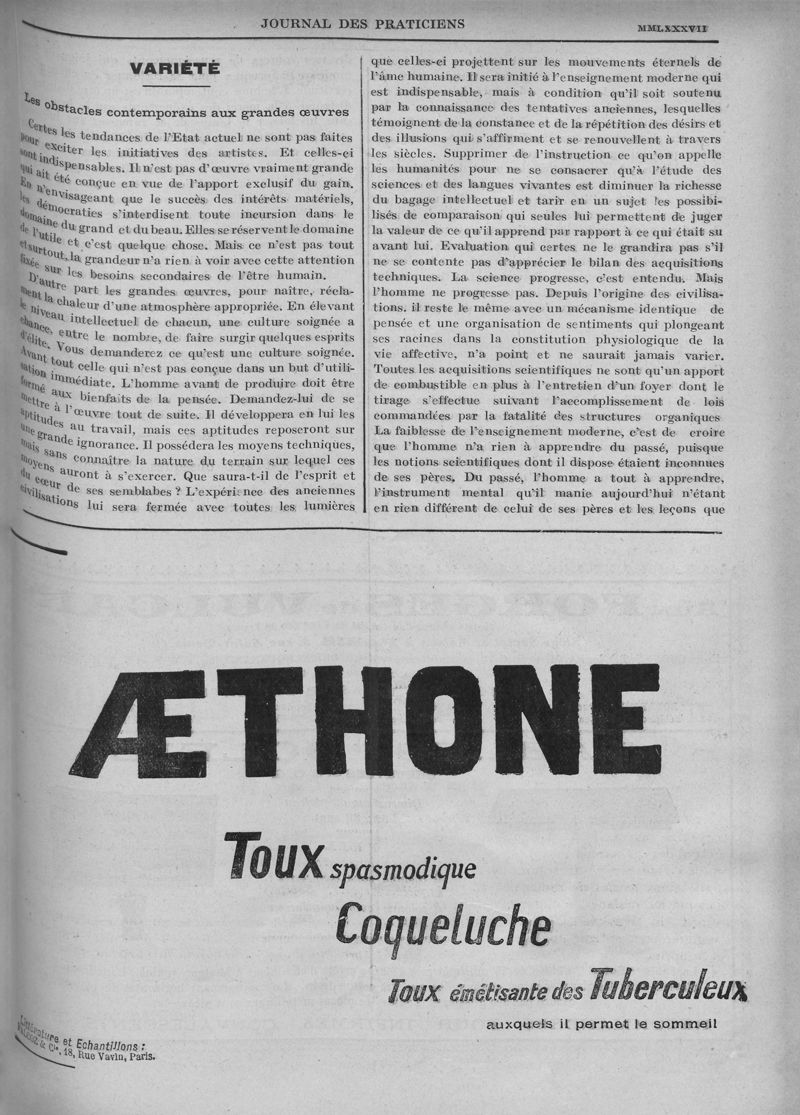 JOURNAL DES PRATICIENS
MMLXXXVII
VARIÉTÉ
Les obstacles contemporains aux grandes œuvres
Certes les tendances de l'Etat actuel ne sont pas faites
pour exciter les initiatives des artistes. Et celles-ci
sont indispensables. Il n'est pas d'œuvre vraiment grande
qui ait été conçue en vue de l'apport exclusif du gain.
En n'envisageant que le succès des intérêts matériels,
les démocraties s'interdisent toute incursion dans le
domaine du grand et du beau. Elles se réservent le domaine
de l'utile et c'est quelque chose. Mais ce n'est pas tout
et surtout, la grandeur n'a rien à voir avec cette attention
fixée sur les besoins secondaires de l'être humain.
D'autre part les grandes œuvres, pour naître, récla-
ment la chaleur d'une atmosphère appropriée. En élevant
le niveau intellectuel de chacun, une culture soignée a
chance, entre le nombre, de faire surgir quelques esprits
d'élite. Vous demanderez ce qu'est une culture soignée.
Avant tout celle qui n'est pas conçue dans un but d'utili-
sation immédiate. L'homme avant de produire doit être
formé aux bienfaits de la pensée. Demandez-lui de se
mettre à l'œuvre tout de suite. Il développera en lui les
aptitudes au travail, mais ces aptitudes reposeront sur
une grande ignorance. Il possédera les moyens techniques,
mais sans connaître la nature du terrain sur lequel ces
moyens auront à s'exercer. Que saura-t-il de l'esprit et
du cœur de ses semblabes ? L'expérience des anciennes
civilisations lui sera fermée avec toutes les lumières
que celles-ci projettent sur les mouvements éternels de
l'âme humaine. Il sera initié à l'enseignement moderne qui
est indispensable, mais à condition qu'il soit soutenu
par la connaissance des tentatives anciennes, lesquelles
témoignent de la constance et de la répétition des désirs et
des illusions qui s'affirment et se renouvellent à travers
les siècles. Supprimer de l'instruction ce qu'on appelle
les humanités pour ne se consacrer qu'à l'étude des
sciences et des langues vivantes est diminuer la richesse
du bagage intellectuel et tarir en un sujet les possibi-
lisés de comparaison qui seules lui permettent de juger
la valeur de ce qu'il apprend par rapport à ce qui était su
avant lui. Evaluation qui certes ne le grandira pas s'il
ne se contente pas d'apprécier le bilan des acquisitions
techniques. La science progresse, c'est entendu. Mais
l'homme ne progresse pas. Depuis l'origine des civilisa-
tions. il reste le même avec un mécanisme identique de
pensée et une organisation de sentiments qui plongeant
ses racines dans la constitution physiologique de la
vie affective, n'a point et ne saurait jamais varier.
Toutes les acquisitions scientifiques ne sont qu'un apport
de combustible en plus à l'entretien d'un foyer dont le
tirage s'effectue suivant l'accomplissement de lois
commandées par la fatalité des structures organiques
La faiblesse de l'enseignement moderne, c'est de croire
que l'homme n'a rien à apprendre du passé, puisque
les notions scientifiques dont il dispose étaient inconnues
de ses pères. Du passé, l'homme a tout à apprendre,
l'instrument mental qu'il manie aujourd'hui n'étant
en rien différent de celui de ses pères et les leçons que
ÆTHONE
Toux spasmodique
Coqueluche
Toux émétisante des Tuberculeux
auxquels il permet le sommeil
Littérature et Echantillons :
& Cie, 18, Rue Vavin, Paris.